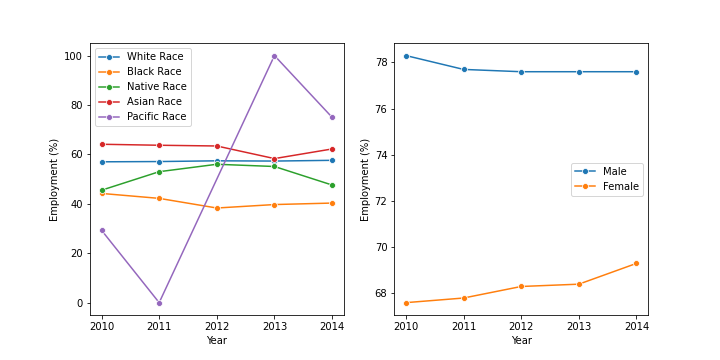 100
80
60
40
20
0
Employment (%)
White Race
Black Race
Native Race
Asian Race
Pacific Race
2010 2011 2012 2013 2014
Year
78
76
74
72
70
68
Employment (%)
Male
Female
2010 2011 2012 2013 2014
Year